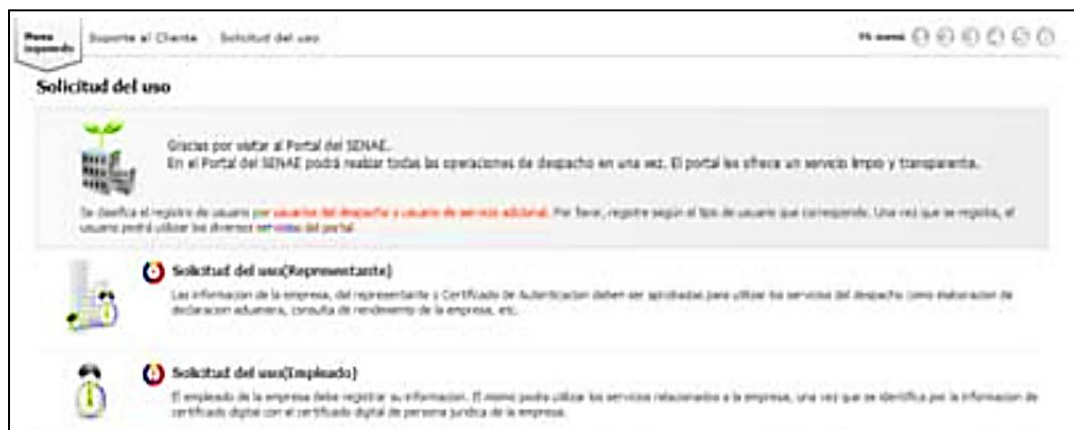 Menu
izquierdo
Soporte al Cliente Solicitud del uso
Mi menú
Solicitud del uso
Gracias por visitar al Portal del SENAE.
En el Portal del SENAE podrá realizar todas las operaciones de despacho en una vez. El portal les ofrece un servicio limpio y transparente.
Se clasifica el registro de usuario por usuarios del despacho y usuario de servicio adicional. Por favor, registre según el tipo de usuario que corresponde. Una vez que se registra, el
usuario podrá utilizar los diversos servicios del portal
Solicitud del uso(Representante)
Las informacion de la empresa, del representante y Certificado de Autenticacion deben ser aprobadas para utilizar los servicios del despacho como elaboracion de
declaracion aduanera, consulta de rendimiento de la empresa, etc.
Solicitud del uso(Empleado)
El empleado de la empresa debe registrar su informacion. El mismo podra utilizar los servicios relacionados a la empresa, una vez que se identifica por la informacion de
certificado digital con el certificado digital de persona juridica de la empresa.